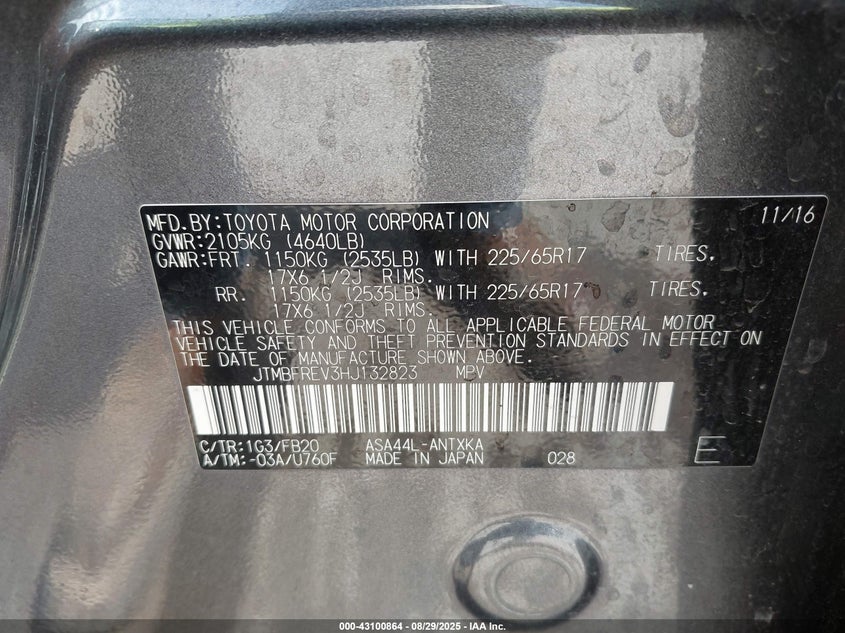 MFD.BY:TOYOTA MOTOR CORPORATION 11/16
GVWR:2105KG (4640LB)
GAWR:FRT. 1150KG (2535LB) WITH 225/65R17 TIRES.
17X6 1/2J RIMS.
RR. 1150KG (2535LB) WITH 225/65R17 TIRES.
17X6 1/2J RIMS.
THIS VEHICLE CONFORMS TO ALL APPLICABLE FEDERAL MOTOR
VEHICLE SAFETY AND THEFT PREVENTION STANDARDS IN EFFECT ON
THE DATE OF MANUFACTURE SHOWN ABOVE.
JTMBFREV3HJ132823 MPV
C/TR:1G3/FB20 ASA44L-ANTXKA
A/TM:-03A/U760F MADE IN JAPAN 028 E
000-43100864 - 08/29/2025 - IAA Inc.